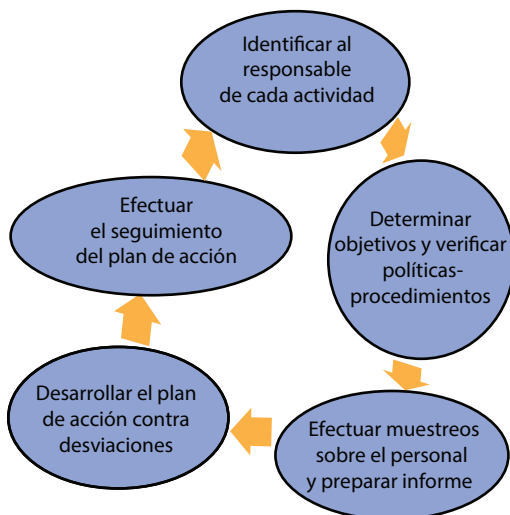 Identificar al
responsable
de cada actividad
Determinar
objetivos y verificar
políticas-
procedimientos
Efectuar muestreos
sobre el personal
y preparar informe
Desarrollar el plan
de acción contra
desviaciones
Efectuar
el seguimiento
del plan de acción